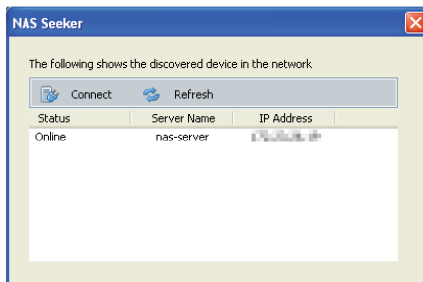 NAS Seeker
The following shows the discovered device in the network
Connect Refresh
Status Server Name IP Address
Online nas-server